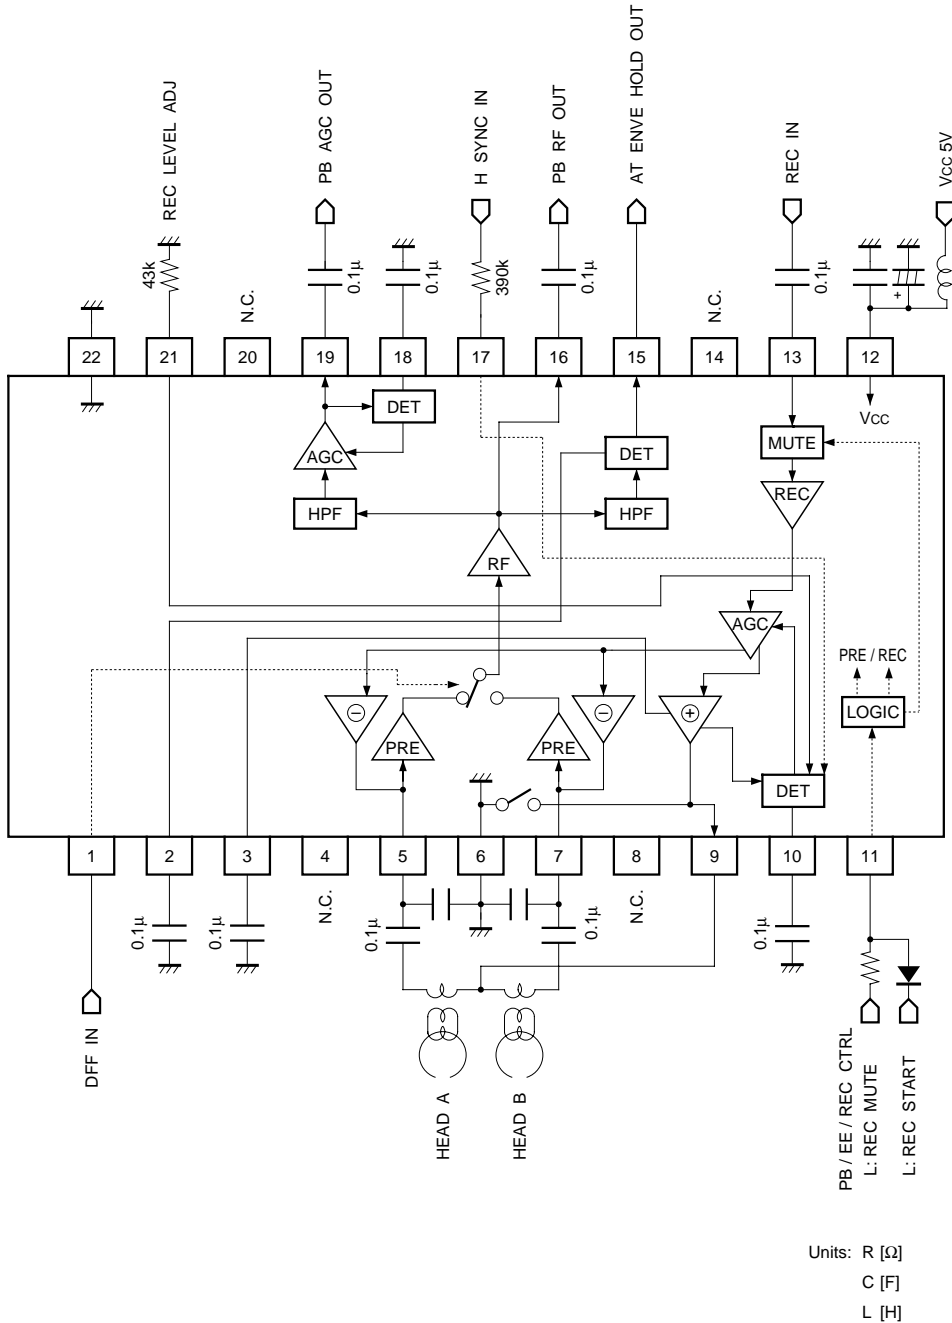 REC LEVEL ADJ
PB AGC OUT
H SYNC IN
PB RF OUT
AT ENVE HOLD OUT
REC IN
Vcc 5V
43k
N.C.
0.1μ
0.1μ
390k
0.1μ
N.C.
0.1μ
+
22
21
20
19
18
17
16
15
14
13
12
DET
AGC
HPF
DET
HPF
RF
MUTE
Vcc
REC
AGC
PRE / REC
LOGIC
−
PRE
PRE
−
+
DET
1
2
3
4
5
6
7
8
9
10
11
0.1μ
0.1μ
N.C.
0.1μ
0.1μ
N.C.
0.1μ
DFF IN
HEAD A
HEAD B
PB / EE / REC CTRL
L: REC MUTE
L: REC START
Units: R [Ω]
C [F]
L [H]